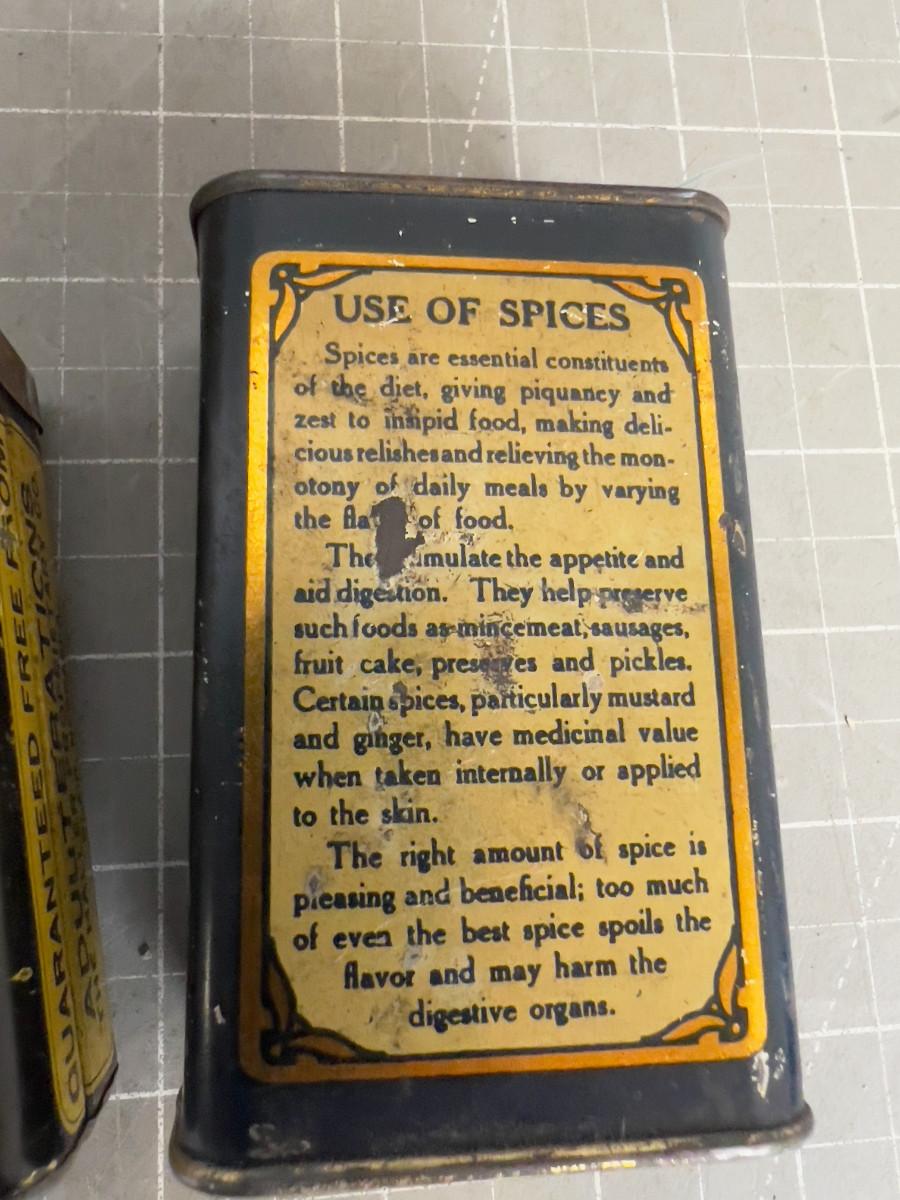 USE OF SPICES
Spices are essential constituents
of the diet, giving piquancy and
zest to insipid food, making deli-
cious relishes and relieving the mon-
otony of daily meals by varying
the of food.
the appetite and
aid digestion. They help preserve
such foods as mincemeat, sausages,
fruit cake, preserves and pickles.
Certain spices, particularly mustard
and ginger, have medicinal value
when taken internally or applied
to the skin.
The right amount of spice is
pleasing and beneficial; too much
of even the best spice spoils the
flavor and may harm the
digestive organs.
GUARANTEED FREE FROM